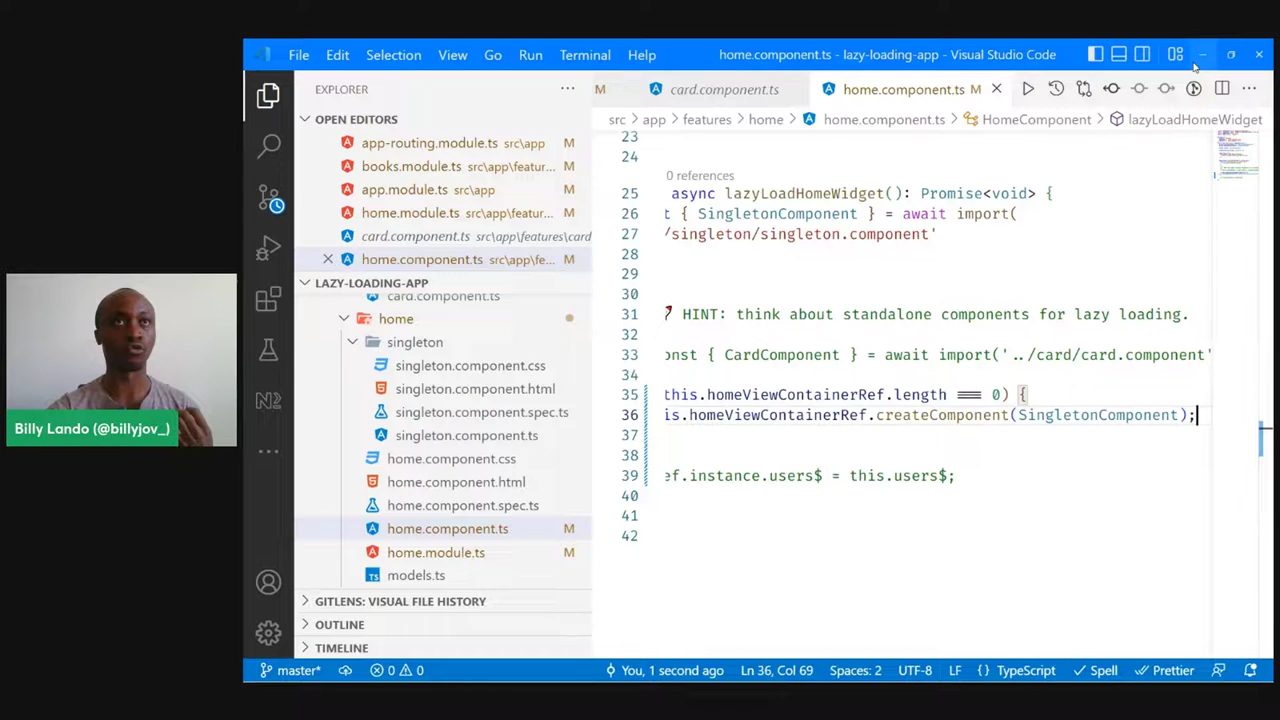 File Edit Selection View Go Run Terminal Help
home.component.ts - lazy-loading-app - Visual Studio Code
EXPLORER
OPEN EDITORS
app-routing.module.ts src\app M
books.module.ts src\app\featur... M
app.module.ts src\app M
home.module.ts src\app\featur... M
card.component.ts src\app\features\card
home.component.ts src\app\fe... M
LAZY-LOADING-APP
card.component.ts
home
singleton
singleton.component.css
singleton.component.html
singleton.component.spec.ts
singleton.component.ts
home.component.css
home.component.html
home.component.spec.ts
home.component.ts M
home.module.ts M
TS models.ts
GITLENS: VISUAL FILE HISTORY
OUTLINE
TIMELINE
M card.component.ts home.component.ts M
src > app > features > home > home.component.ts > HomeComponent > lazyLoadHomeWidget
23
24
0 references
25 async lazyLoadHomeWidget(): Promise<void> {
26 t { SingletonComponent } = await import(
27 /singleton/singleton.component'
28
29
30
31 HINT: think about standalone components for lazy loading.
32
33 onst { CardComponent } = await import('../card/card.component'
34
35 (this.homeViewContainerRef.length === 0) {
36 is.homeViewContainerRef.createComponent(SingletonComponent);
37
38
39 ef.instance.users$ = this.users$;
40
41
42
Billy Lando (@billyjov_)
master* 0 0 You, 1 second ago Ln 36, Col 69 Spaces: 2 UTF-8 LF {} TypeScript Spell Prettier